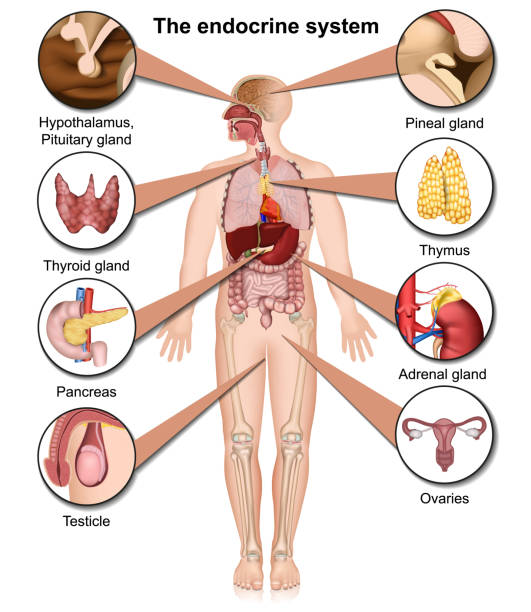 The endocrine system
Hypothalamus,
Pituitary gland
Pineal gland
Thyroid gland
Thymus
Pancreas
Adrenal gland
Testicle
Ovaries